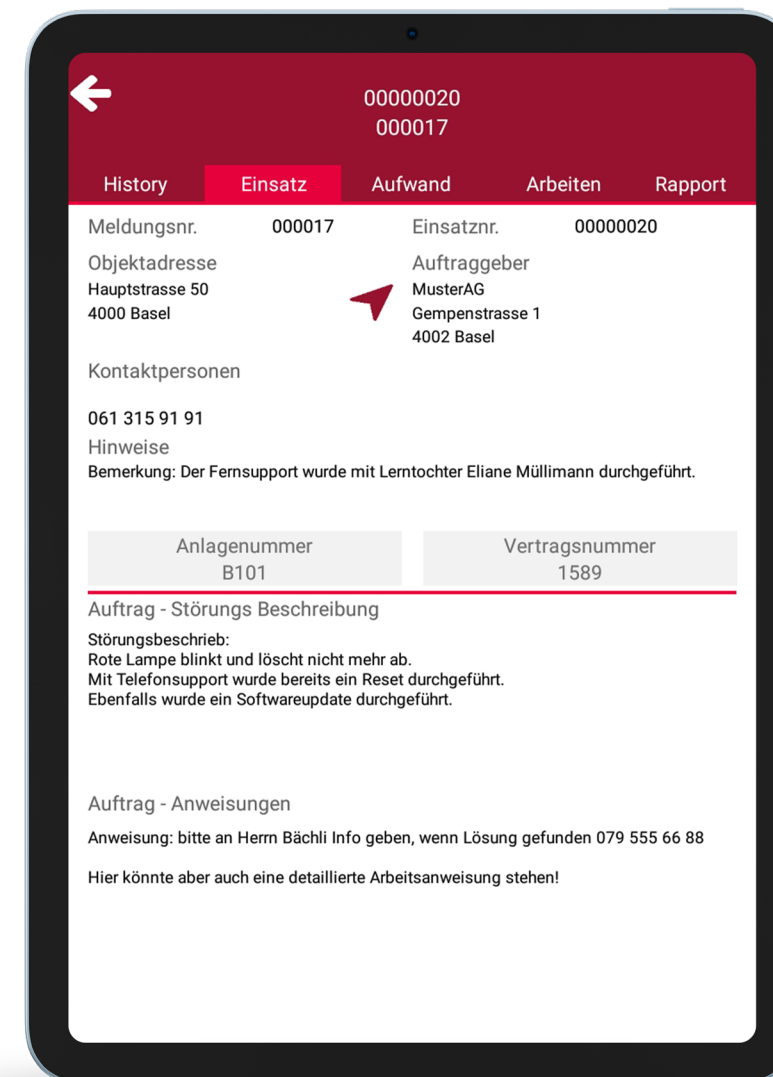 00000020
000017
History Einsatz Aufwand Arbeiten Rapport
Meldungsnr. 000017 Einsatznr. 00000020
Objektadresse Auftraggeber
Hauptstrasse 50 MusterAG
4000 Basel Gempenstrasse 1
4002 Basel
Kontaktpersonen
061 315 91 91
Hinweise
Bemerkung: Der Fernsupport wurde mit Lerntochter Eliane Müllimann durchgeführt.
Anlagenummer Vertragsnummer
B101 1589
Auftrag - Störungs Beschreibung
Störungsbeschrieb:
Rote Lampe blinkt und löscht nicht mehr ab.
Mit Telefonsupport wurde bereits ein Reset durchgeführt.
Ebenfalls wurde ein Softwareupdate durchgeführt.
Auftrag - Anweisungen
Anweisung: bitte an Herrn Bächli Info geben, wenn Lösung gefunden 079 555 66 88
Hier könnte aber auch eine detaillierte Arbeitsanweisung stehen!